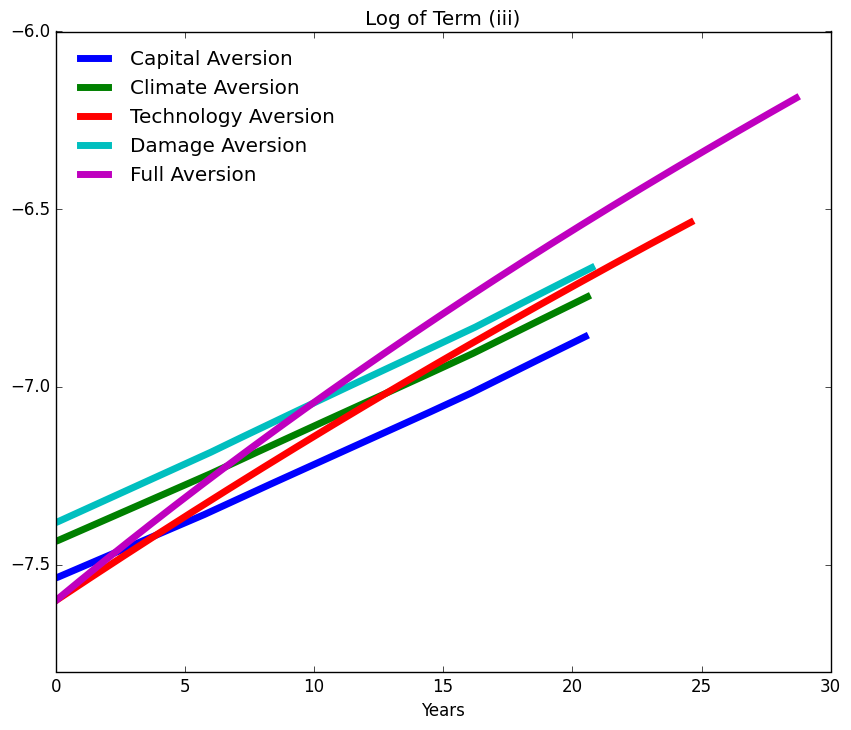 Log of Term (iii)
−6.0
Capital Aversion
Climate Aversion
Technology Aversion
Damage Aversion
Full Aversion
−6.5
−7.0
−7.5
0 5 10 15 20 25 30
Years